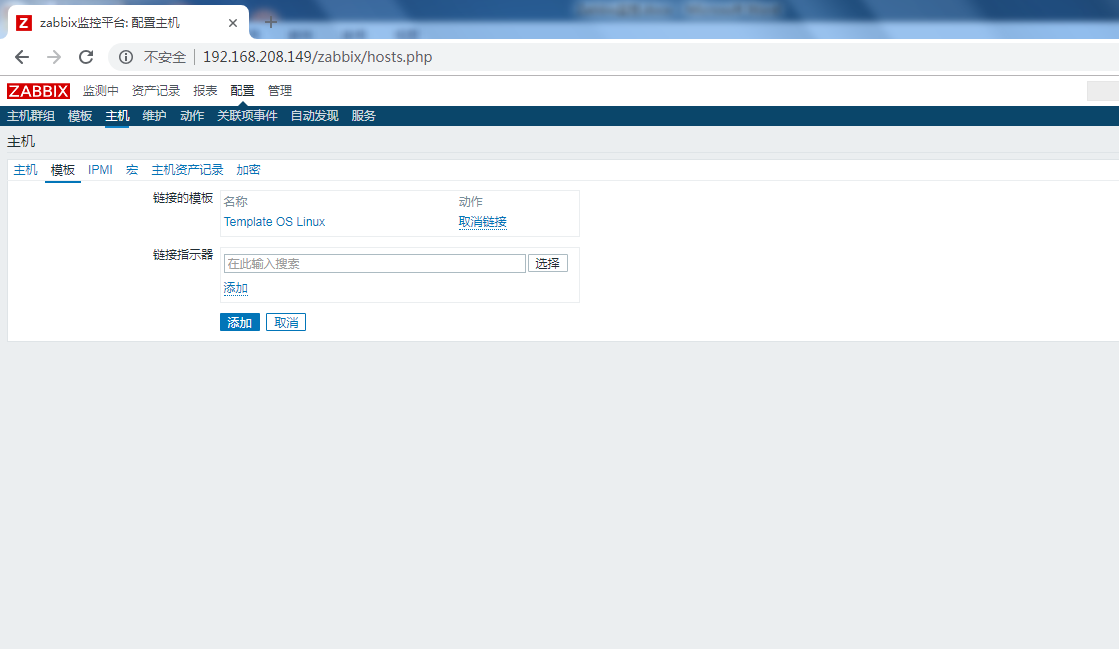 Z zabbix监控平台: 配置主机
不安全 192.168.208.149/zabbix/hosts.php
ZABBIX 监测中 资产记录 报表 配置 管理
主机群组 模板 主机 维护 动作 关联项事件 自动发现 服务
主机
主机 模板 IPMI 宏 主机资产记录 加密
链接的模板 名称 动作
Template OS Linux 取消链接
链接指示器
在此输入搜索 选择
添加
添加 取消